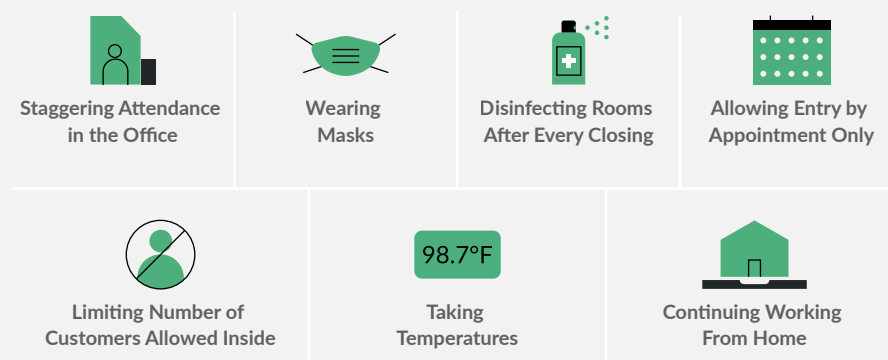 Staggering Attendance
in the Office
Wearing
Masks
Disinfecting Rooms
After Every Closing
Allowing Entry by
Appointment Only
98.7°F
Limiting Number of
Customers Allowed Inside
Taking
Temperatures
Continuing Working
From Home